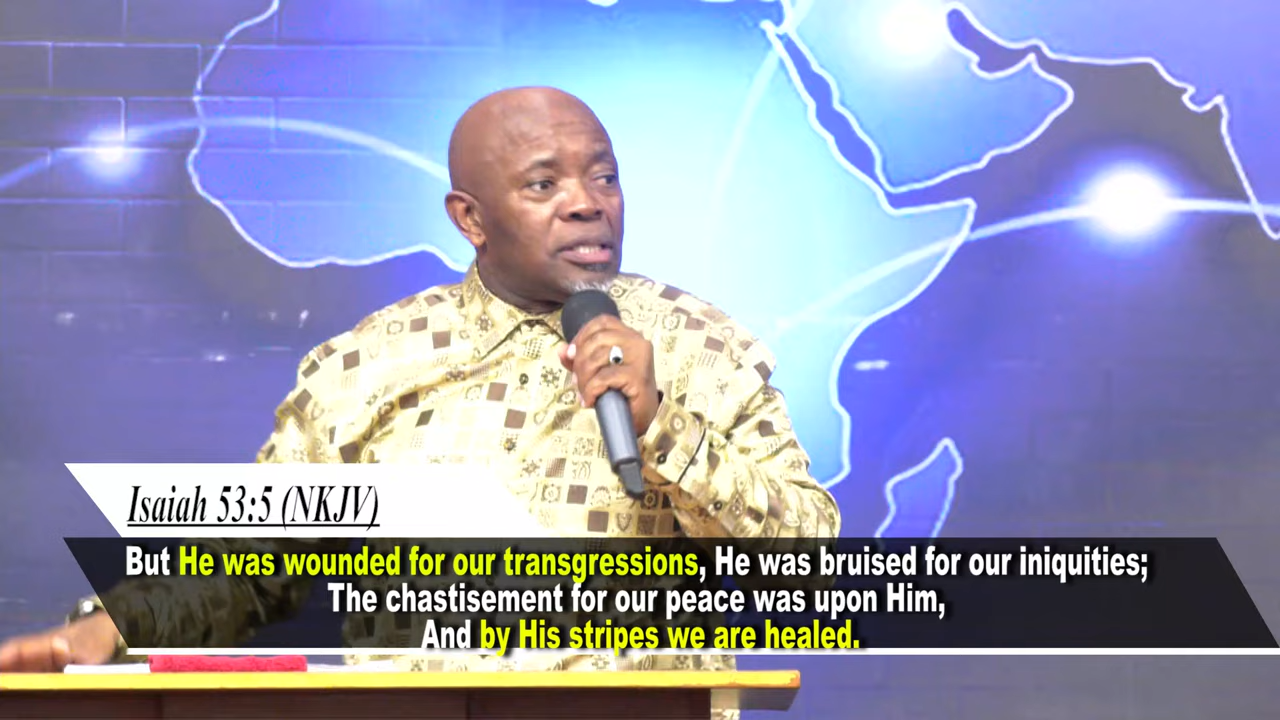 Isaiah 53:5 (NKJV)
But He was wounded for our transgressions, He was bruised for our iniquities;
The chastisement for our peace was upon Him,
And by His stripes we are healed.